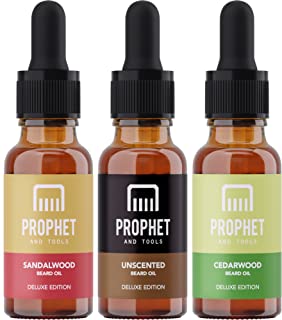 PROPHET
AND TOOLS
SANDALWOOD
BEARD OIL
DELUXE EDITION
PROPHET
AND TOOLS
UNSCENTED
BEARD OIL
DELUXE EDITION
PROPHET
AND TOOLS
CEDARWOOD
BEARD OIL
DELUXE EDITION